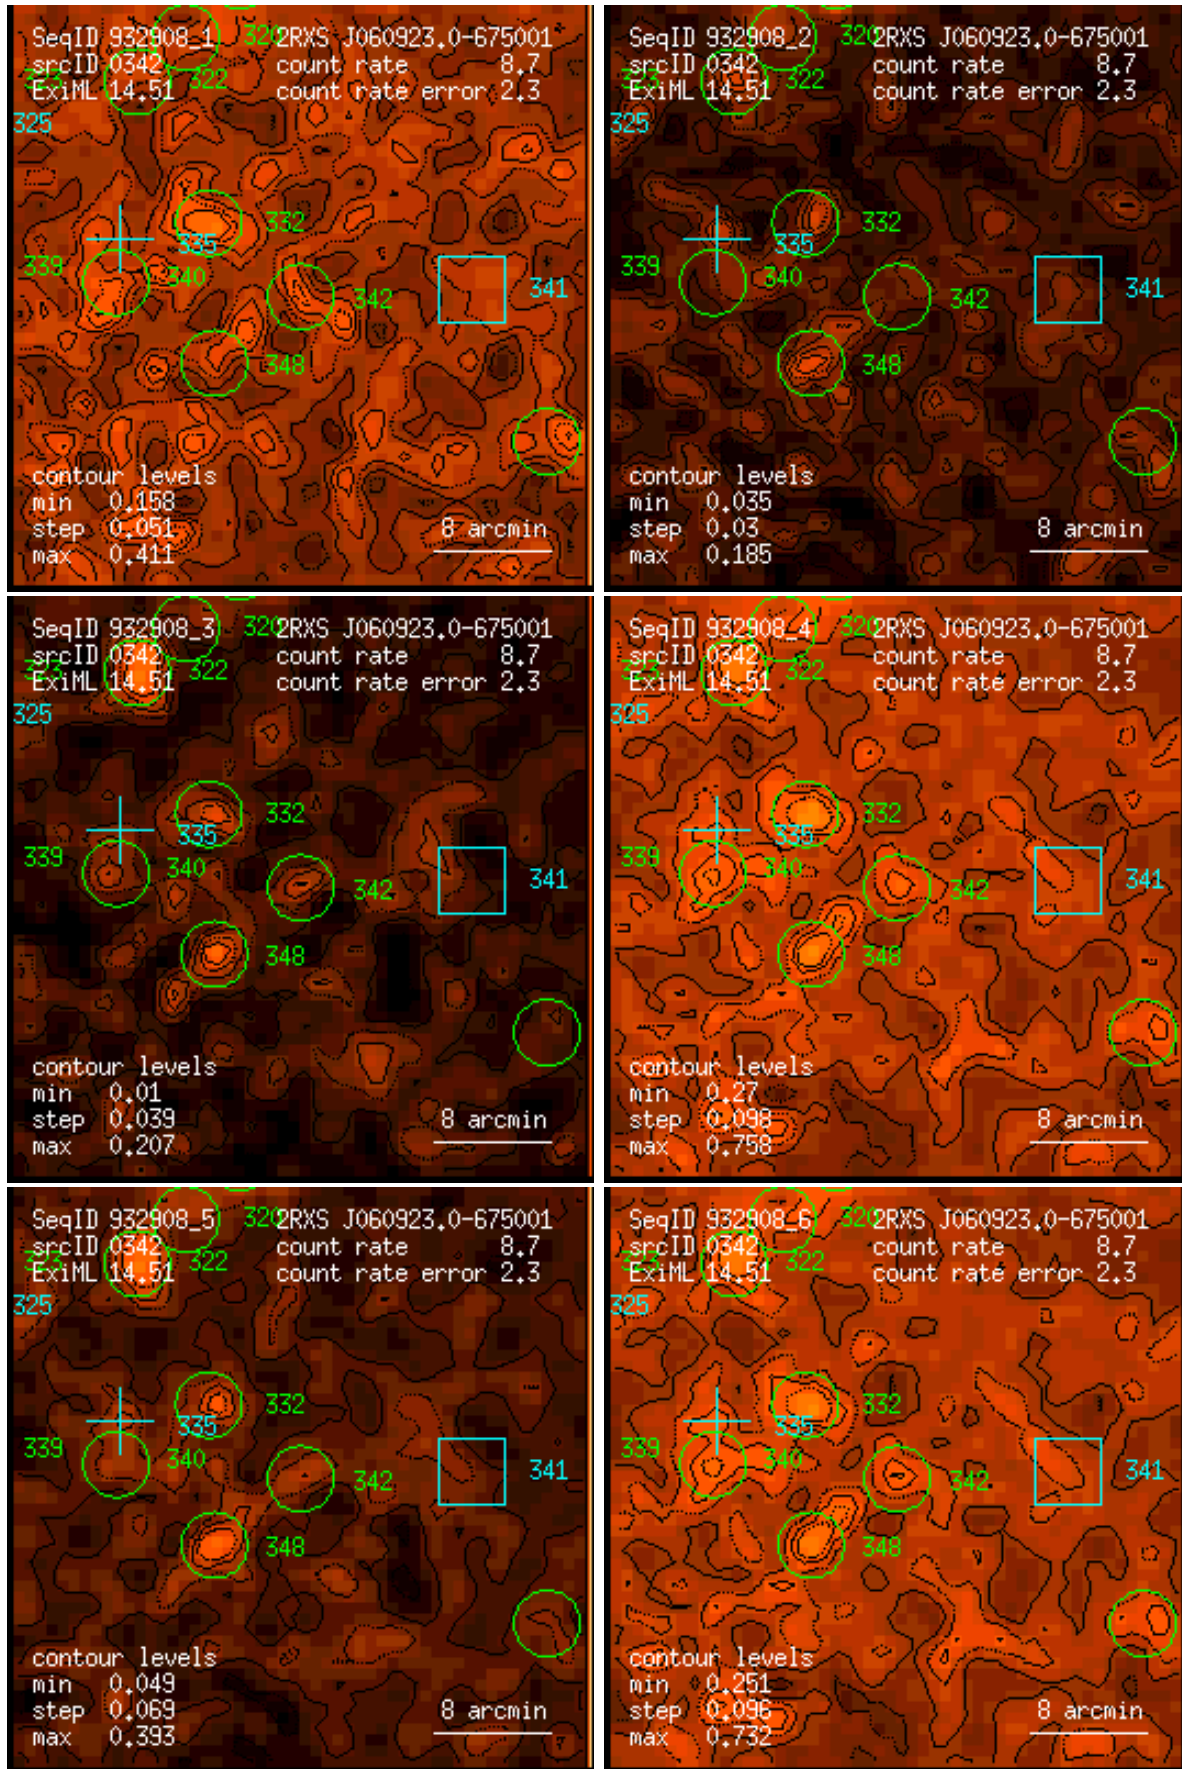 SeqID 932908_1 320 2RXS J060923.0-675001
srcID 0342 count rate 8.7
322
ExiML 14.51 count rate error 2.3
325
332
335
339 340
341
342
348
contour levels
min 0.158
step 0.051 8 arcmin
max 0.411
SeqID 932908_2 320 2RXS J060923.0-675001
srcID 0342 count rate 8.7
322
ExiML 14.51 count rate error 2.3
325
332
335
339 340
341
342
348
contour levels
min 0.035
step 0.03 8 arcmin
max 0.185
SeqID 932908_3 320 2RXS J060923.0-675001
srcID 0342 count rate 8.7
322
ExiML 14.51 count rate error 2.3
325
332
335
339 340
341
342
348
contour levels
min 0.01
step 0.039 8 arcmin
max 0.207
SeqID 932908_4 320 2RXS J060923.0-675001
srcID 0342 count rate 8.7
322
ExiML 14.51 count rate error 2.3
325
332
335
339 340
341
342
348
contour levels
min 0.27
step 0.098 8 arcmin
max 0.758
SeqID 932908_5 320 2RXS J060923.0-675001
srcID 0342 count rate 8.7
322
ExiML 14.51 count rate error 2.3
325
332
335
339 340
341
342
348
contour levels
min 0.049
step 0.069 8 arcmin
max 0.393
SeqID 932908_6 320 2RXS J060923.0-675001
srcID 0342 count rate 8.7
322
ExiML 14.51 count rate error 2.3
325
332
335
339 340
341
342
348
contour levels
min 0.251
step 0.096 8 arcmin
max 0.732